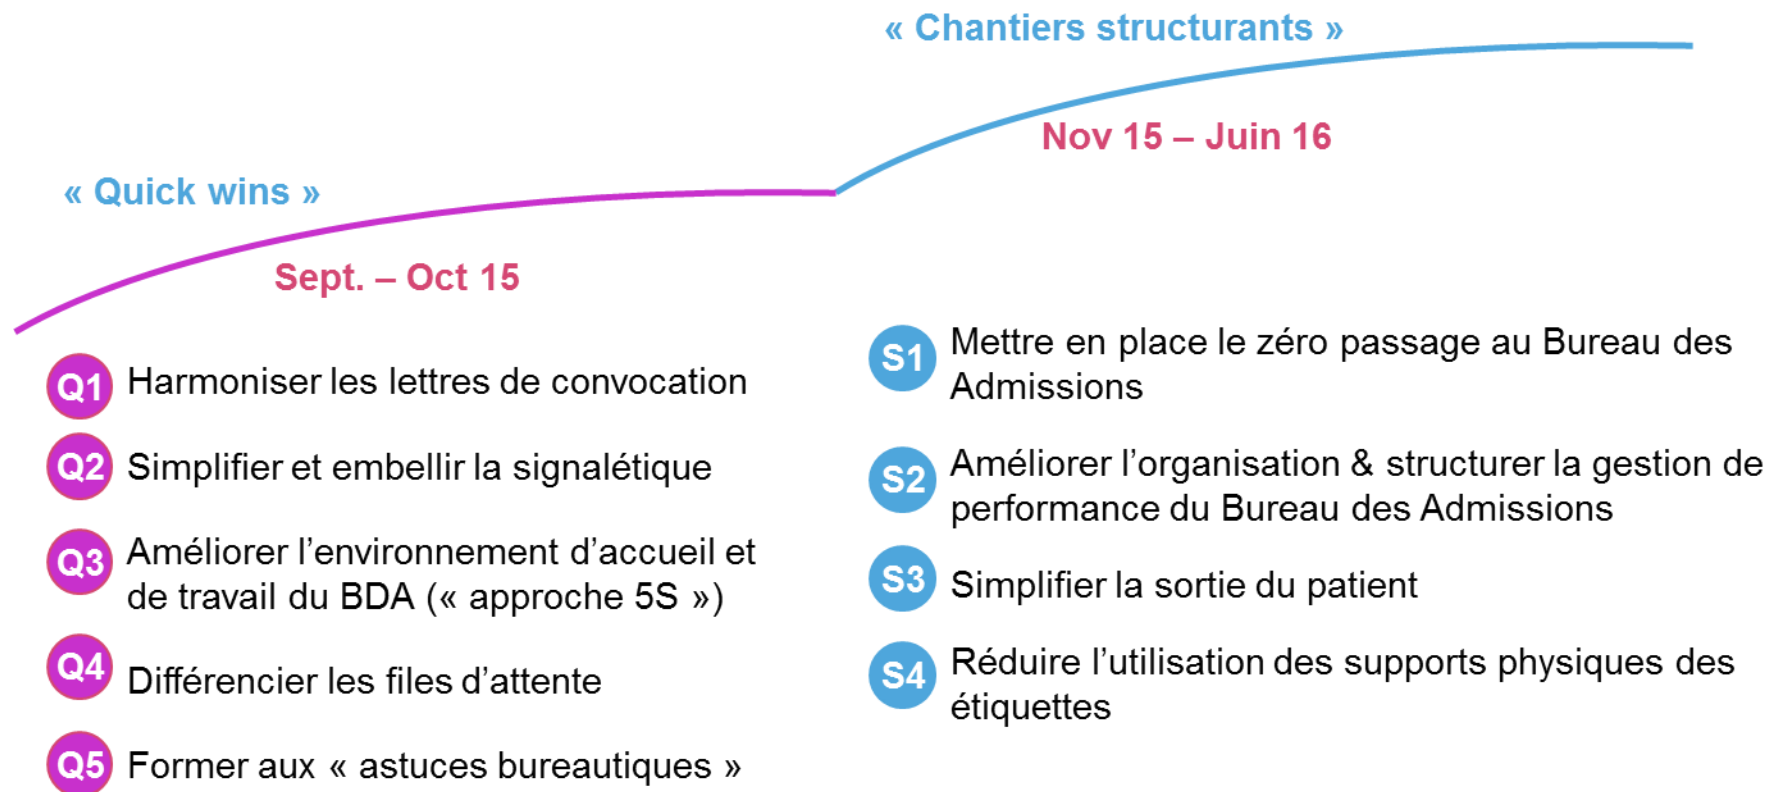 « Chantiers structurants »
Nov 15 – Juin 16
« Quick wins »
Sept. – Oct 15
Q1 Harmoniser les lettres de convocation
Q2 Simplifier et embellir la signalétique
Q3 Améliorer l’environnement d’accueil et
de travail du BDA (« approche 5S »)
Q4 Différencier les files d’attente
Q5 Former aux « astuces bureautiques »
S1 Mettre en place le zéro passage au Bureau des
Admissions
S2 Améliorer l’organisation & structurer la gestion de
performance du Bureau des Admissions
S3 Simplifier la sortie du patient
S4 Réduire l’utilisation des supports physiques des
étiquettes